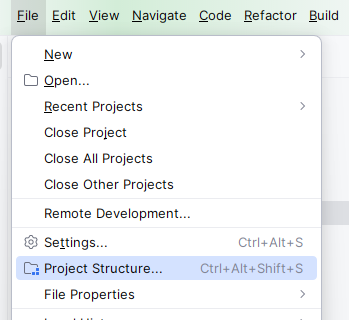 File Edit View Navigate Code Refactor Build
New
Open...
Recent Projects
Close Project
Close All Projects
Close Other Projects
Remote Development...
Settings... Ctrl+Alt+S
Project Structure... Ctrl+Alt+Shift+S
File Properties